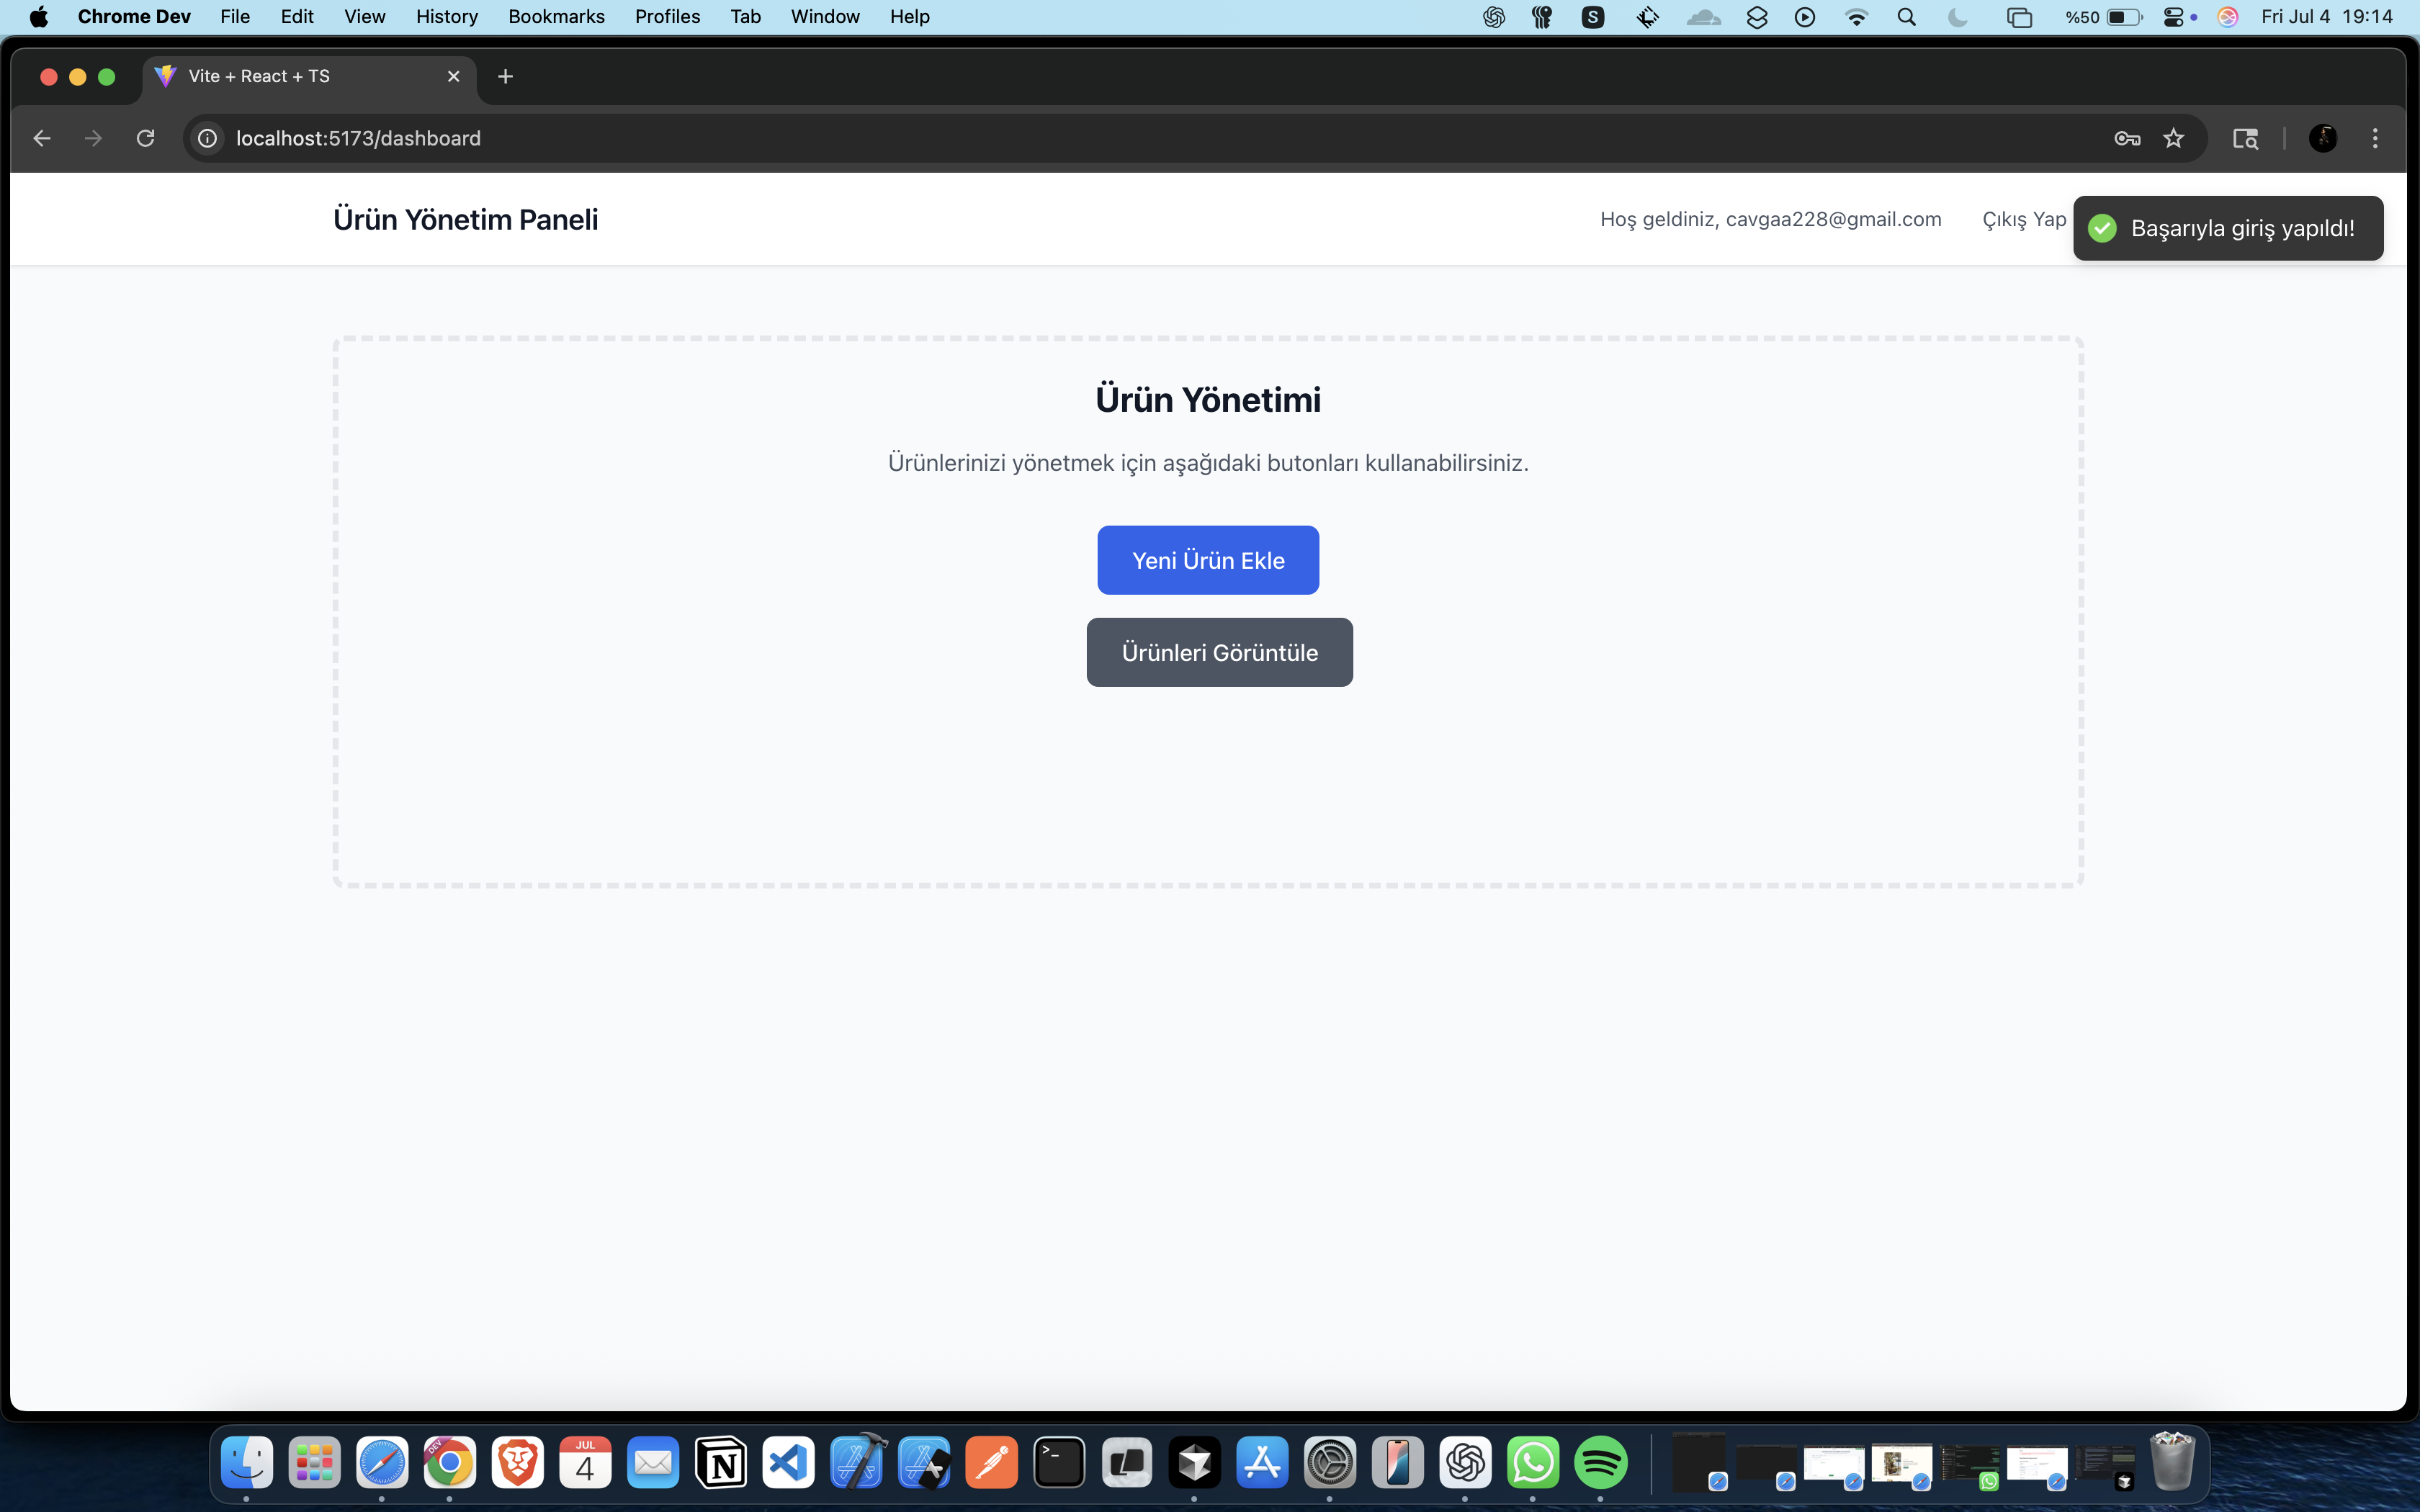 Chrome Dev File Edit View History Bookmarks Profiles Tab Window Help S %50 Fri Jul 4 19:14
Vite + React + TS
localhost:5173/dashboard
Ürün Yönetim Paneli Hoş geldiniz, cavgaa228@gmail.com Çıkış Yap Başarıyla giriş yapıldı!
Ürün Yönetimi
Ürünlerinizi yönetmek için aşağıdaki butonları kullanabilirsiniz.
Yeni Ürün Ekle
Ürünleri Görüntüle
DEV
JUL
4
N
>_